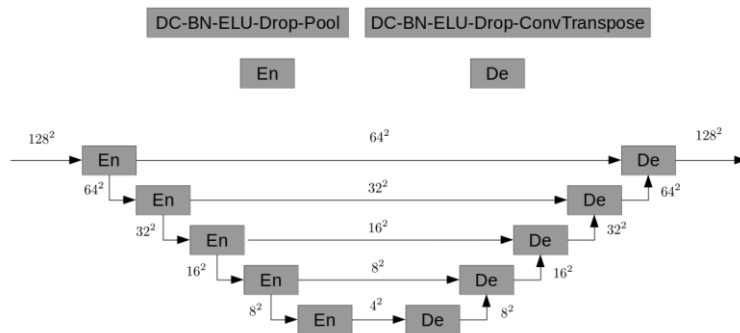 DC-BN-ELU-Drop-Pool DC-BN-ELU-Drop-ConvTranspose
En De
128² 64² 128²
En De
64² 32² 64²
En De
32² 16² 32²
En De
16² 8² 16²
En De
8² 4² 8²
En De